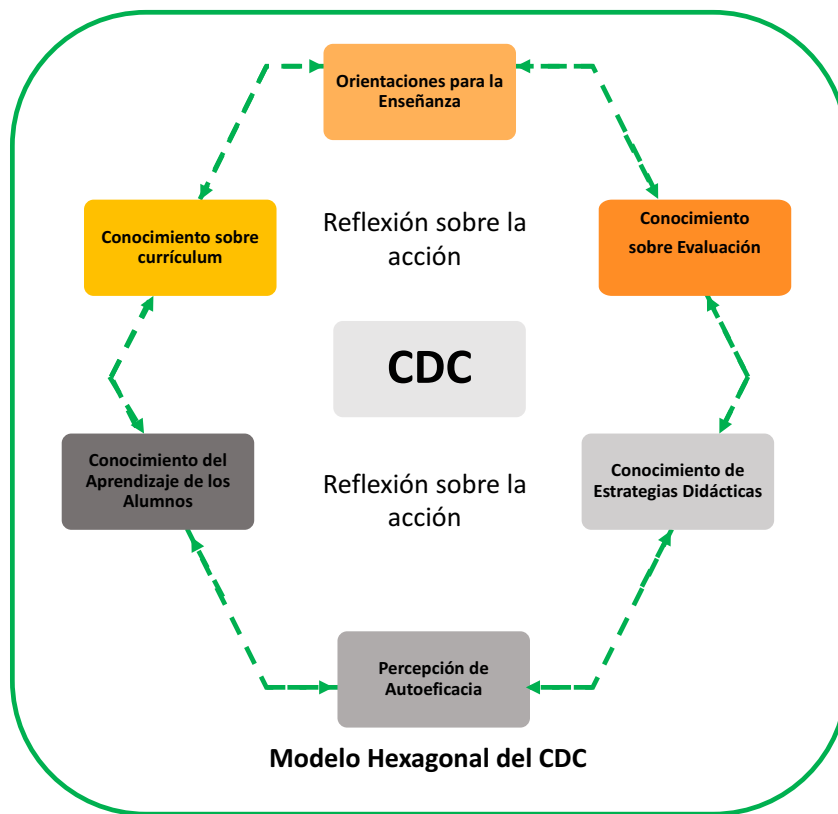 Orientaciones para la
Enseñanza
Conocimiento sobre
currículum
Reflexión sobre la
acción
Conocimiento
sobre Evaluación
CDC
Conocimiento del
Aprendizaje de los
Alumnos
Reflexión sobre la
acción
Conocimiento de
Estrategias Didácticas
Percepción de
Autoeficacia
Modelo Hexagonal del CDC